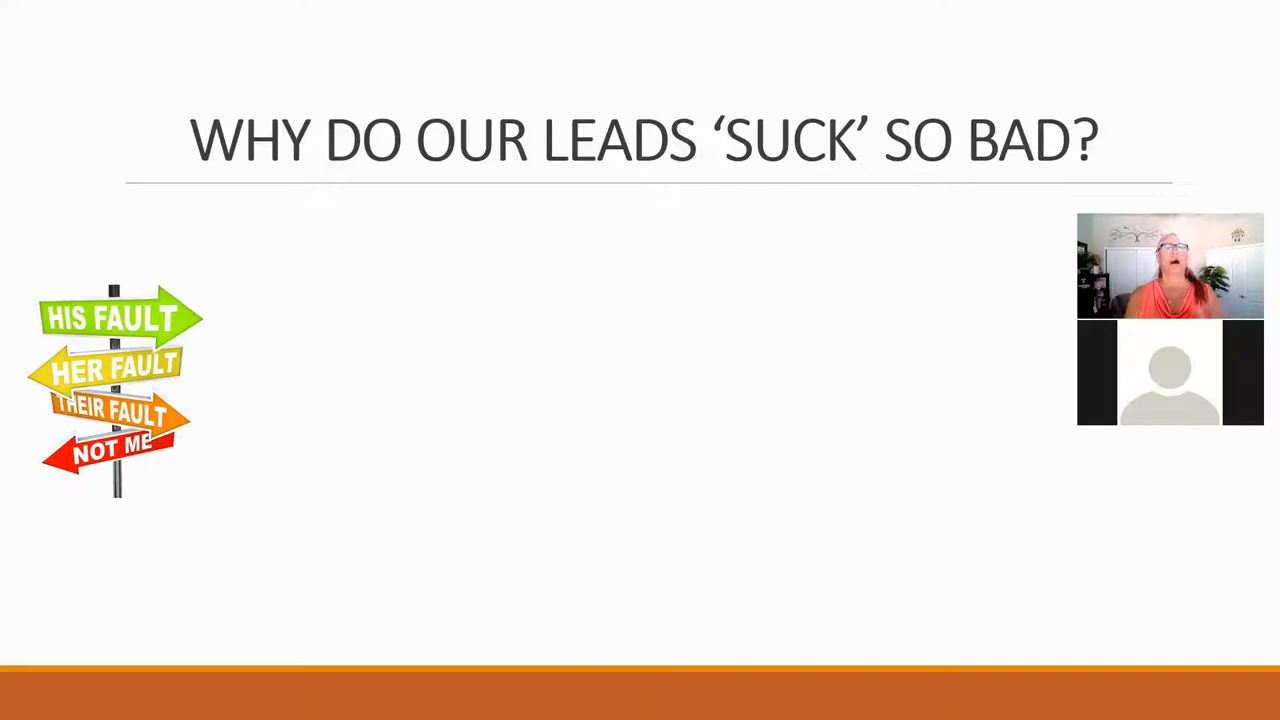 WHY DO OUR LEADS ‘SUCK’ SO BAD?
HIS FAULT
HER FAULT
THEIR FAULT
NOT ME